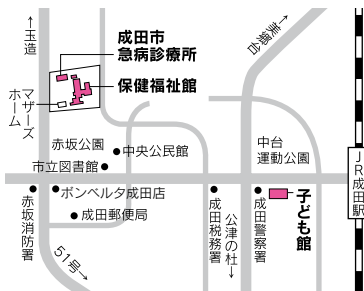 ←玉造
成田市
急病診療所
←美郷台
保健福祉館
マザーズ
ホーム
赤坂公園
中央公民館
中台
運動公園
市立図書館
JR成田駅
ボンベルタ成田店
子ども館
赤坂消防署
成田郵便局
成田税務署
成田警察署
公津の杜→
51号→